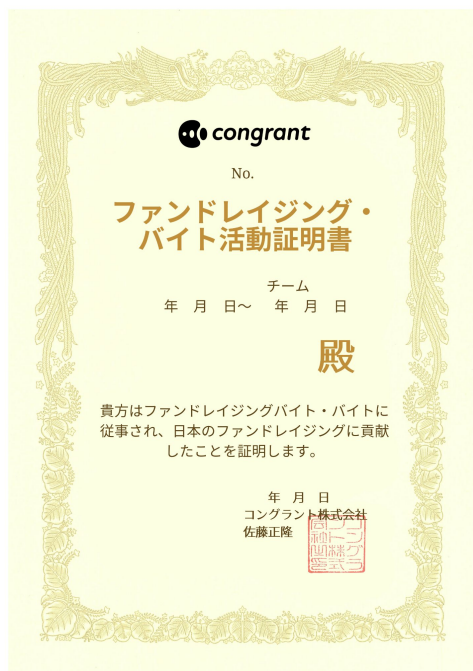 congrant
No.
ファンドレイジング・
バイト活動証明書
チーム
年 月 日〜 年 月 日
殿
貴方はファンドレイジングバイト・バイトに
従事され、日本のファンドレイジングに貢献
したことを証明します。
年 月 日
コングラント株式会社
佐藤正隆